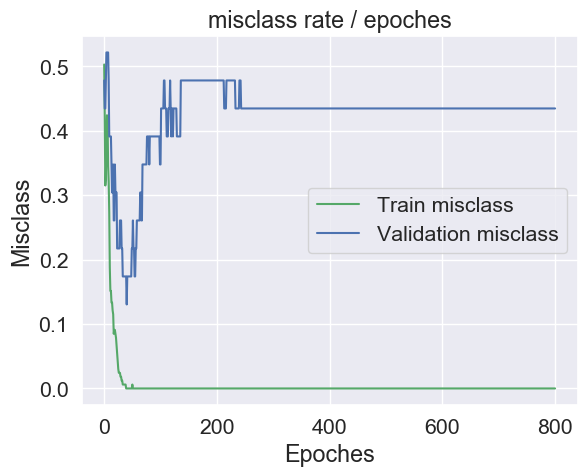 misclass rate / epoches
0.5
0.4
0.3
0.2
0.1
0.0
Misclass
Train misclass
Validation misclass
0
200
400
600
800
Epoches